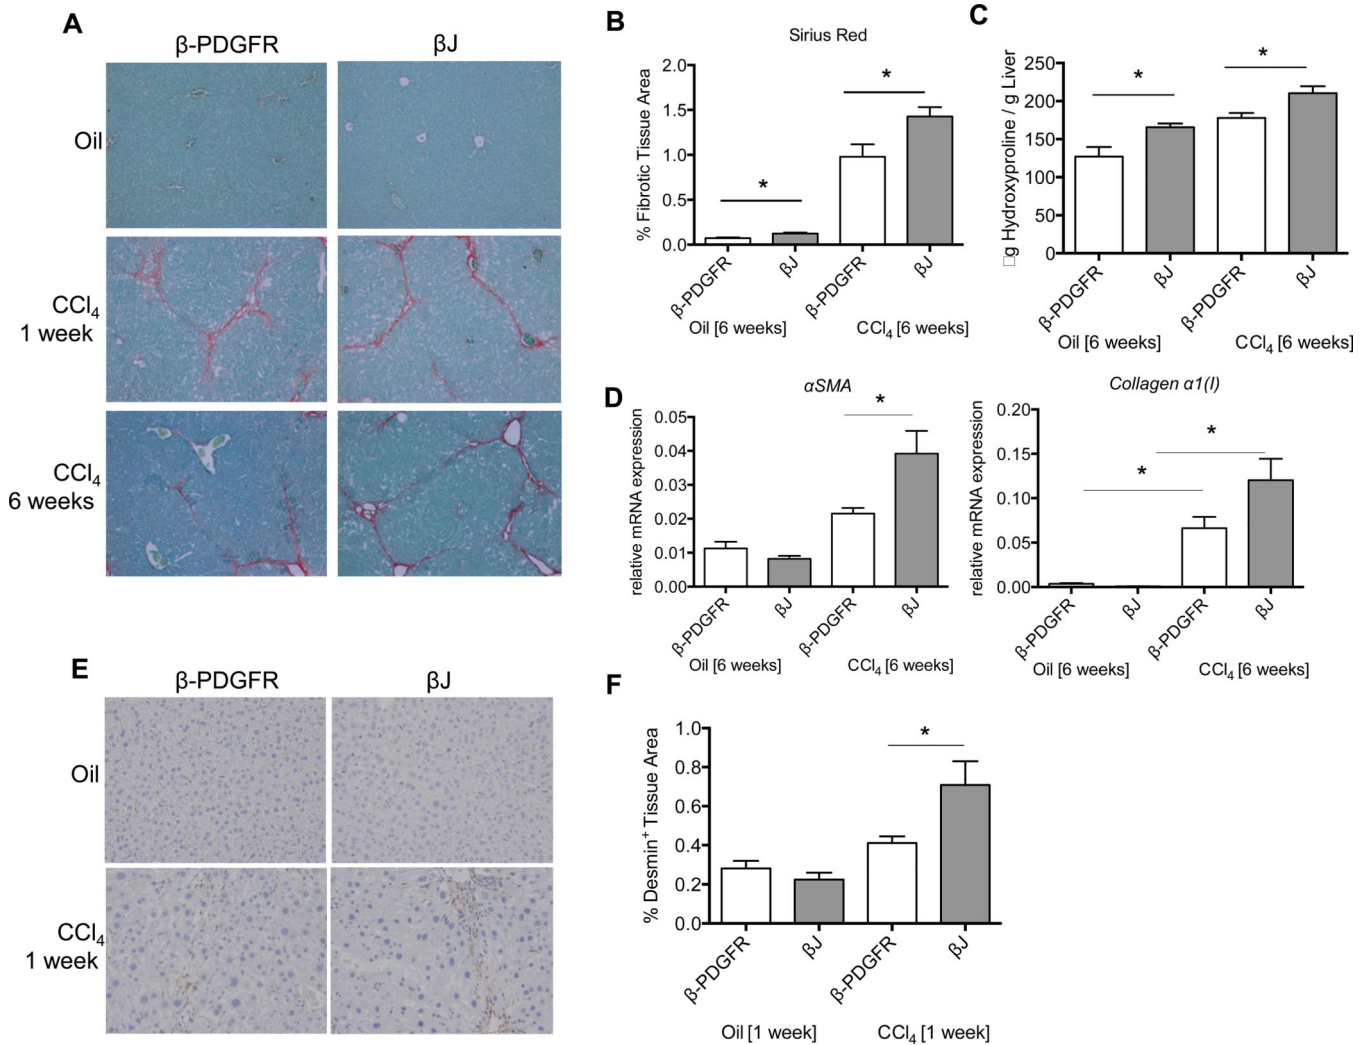 A
β-PDGFR
βJ
Oil
CCl4
1 week
CCl4
6 weeks
B
Sirius Red
% Fibrotic Tissue Area
2.0
1.5
1.0
0.5
0.0
*
*
β-PDGFR
βJ
β-PDGFR
βJ
Oil [6 weeks]
CCl4 [6 weeks]
C
□g Hydroxyproline / g Liver
250
200
150
100
50
0
*
*
β-PDGFR
βJ
β-PDGFR
βJ
Oil [6 weeks]
CCl4 [6 weeks]
D
αSMA
relative mRNA expression
0.05
0.04
0.03
0.02
0.01
0.00
*
β-PDGFR
βJ
β-PDGFR
βJ
Oil [6 weeks]
CCl4 [6 weeks]
Collagen α1(I)
relative mRNA expression
0.20
0.15
0.10
0.05
0.00
*
*
β-PDGFR
βJ
β-PDGFR
βJ
Oil [6 weeks]
CCl4 [6 weeks]
E
β-PDGFR
βJ
Oil
CCl4
1 week
F
% Desmin+ Tissue Area
1.0
0.8
0.6
0.4
0.2
0.0
*
β-PDGFR
βJ
β-PDGFR
βJ
Oil [1 week]
CCl4 [1 week]